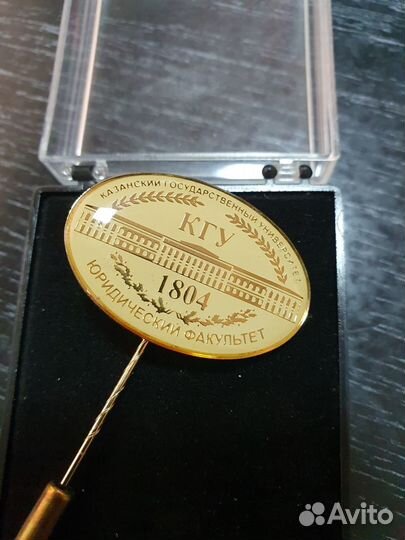 КАЗАНСКИЙ ГОСУДАРСТВЕННЫЙ УНИВЕРСИТЕТ
КГУ
1804
ЮРИДИЧЕСКИЙ ФАКУЛЬТЕТ
Avito